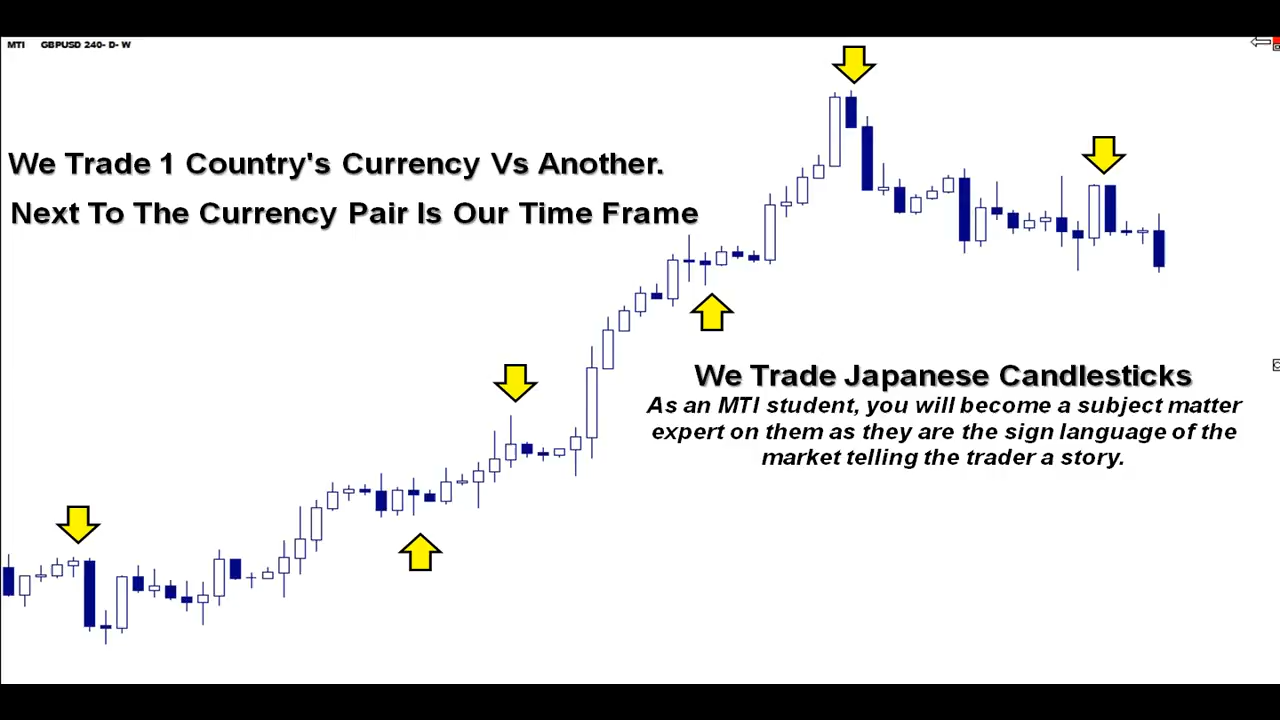 MTI GBPUSD 240- D- W
We Trade 1 Country's Currency Vs Another.
Next To The Currency Pair Is Our Time Frame
We Trade Japanese Candlesticks
As an MTI student, you will become a subject matter
expert on them as they are the sign language of the
market telling the trader a story.